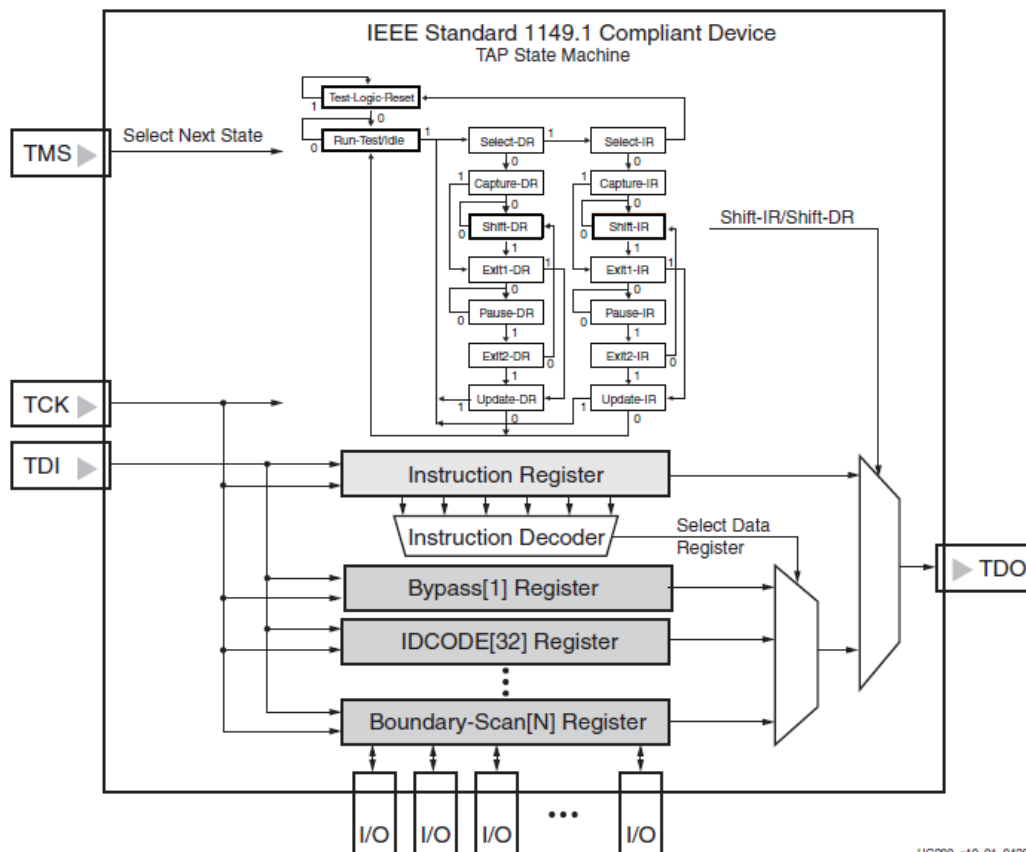 IEEE Standard 1149.1 Compliant Device
TAP State Machine
Test-Logic-Reset
1
0
TMS
Select Next State
Run-Test/Idle
0
1
Select-DR
1
Select-IR
0
0
1
Capture-DR
0
1
Capture-IR
0
Shift-DR
0
1
Shift-IR
0
1
Shift-IR/Shift-DR
Exit1-DR
1
0
Exit1-IR
1
0
Pause-DR
0
1
Pause-IR
0
1
Exit2-DR
0
1
Exit2-IR
0
1
Update-DR
1
0
Update-IR
1
0
TCK
TDI
Instruction Register
Instruction Decoder
Select Data
Register
Bypass[1] Register
TDO
IDCODE[32] Register
Boundary-Scan[N] Register
I/O
I/O
I/O
I/O